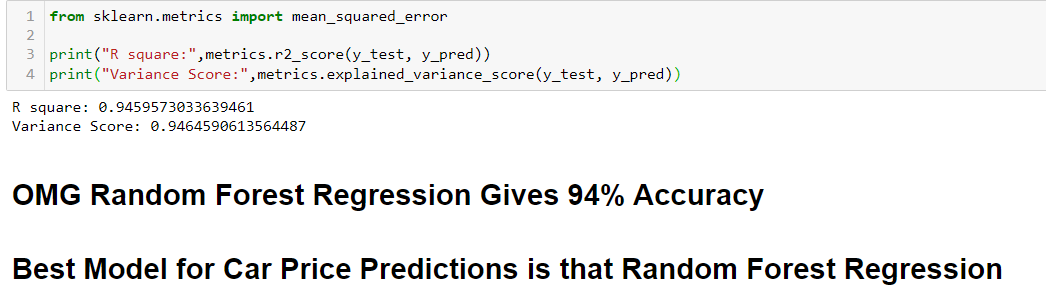 1 from sklearn.metrics import mean_squared_error
2
3 print("R square:",metrics.r2_score(y_test, y_pred))
4 print("Variance Score:",metrics.explained_variance_score(y_test, y_pred))
R square: 0.9459573033639461
Variance Score: 0.9464590613564487
OMG Random Forest Regression Gives 94% Accuracy
Best Model for Car Price Predictions is that Random Forest Regression